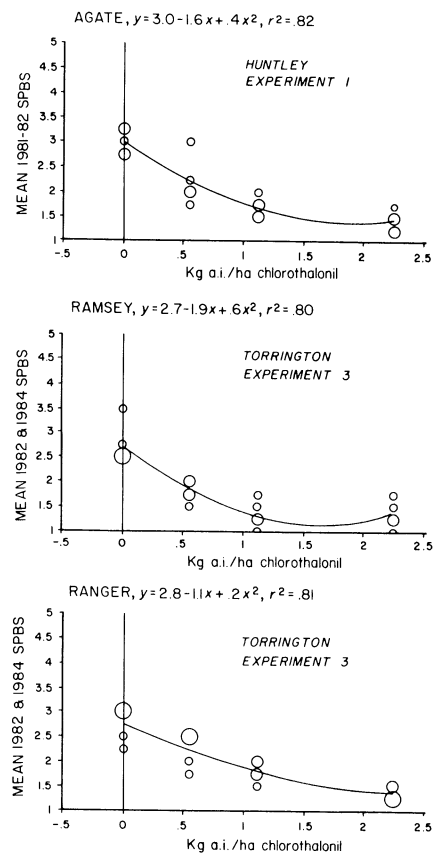 AGATE, y=3.0-1.6x+.4x², r²=.82
HUNTLEY
EXPERIMENT 1
MEAN 1981-82 SPBS
5
4.5
4
3.5
3
2.5
2
1.5
1
-.5 0 .5 1 1.5 2 2.5
Kg a.i./ha chlorothalonil
RAMSEY, y=2.7-1.9x+.6x², r²=.80
TORRINGTON
EXPERIMENT 3
MEAN 1982 & 1984 SPBS
5
4.5
4
3.5
3
2.5
2
1.5
1
-.5 0 .5 1 1.5 2 2.5
Kg a.i./ha chlorothalonil
RANGER, y=2.8-1.1x+.2x², r²=.81
TORRINGTON
EXPERIMENT 3
MEAN 1982 & 1984 SPBS
5
4.5
4
3.5
3
2.5
2
1.5
1
-.5 0 .5 1 1.5 2 2.5
Kg a.i./ha chlorothalonil